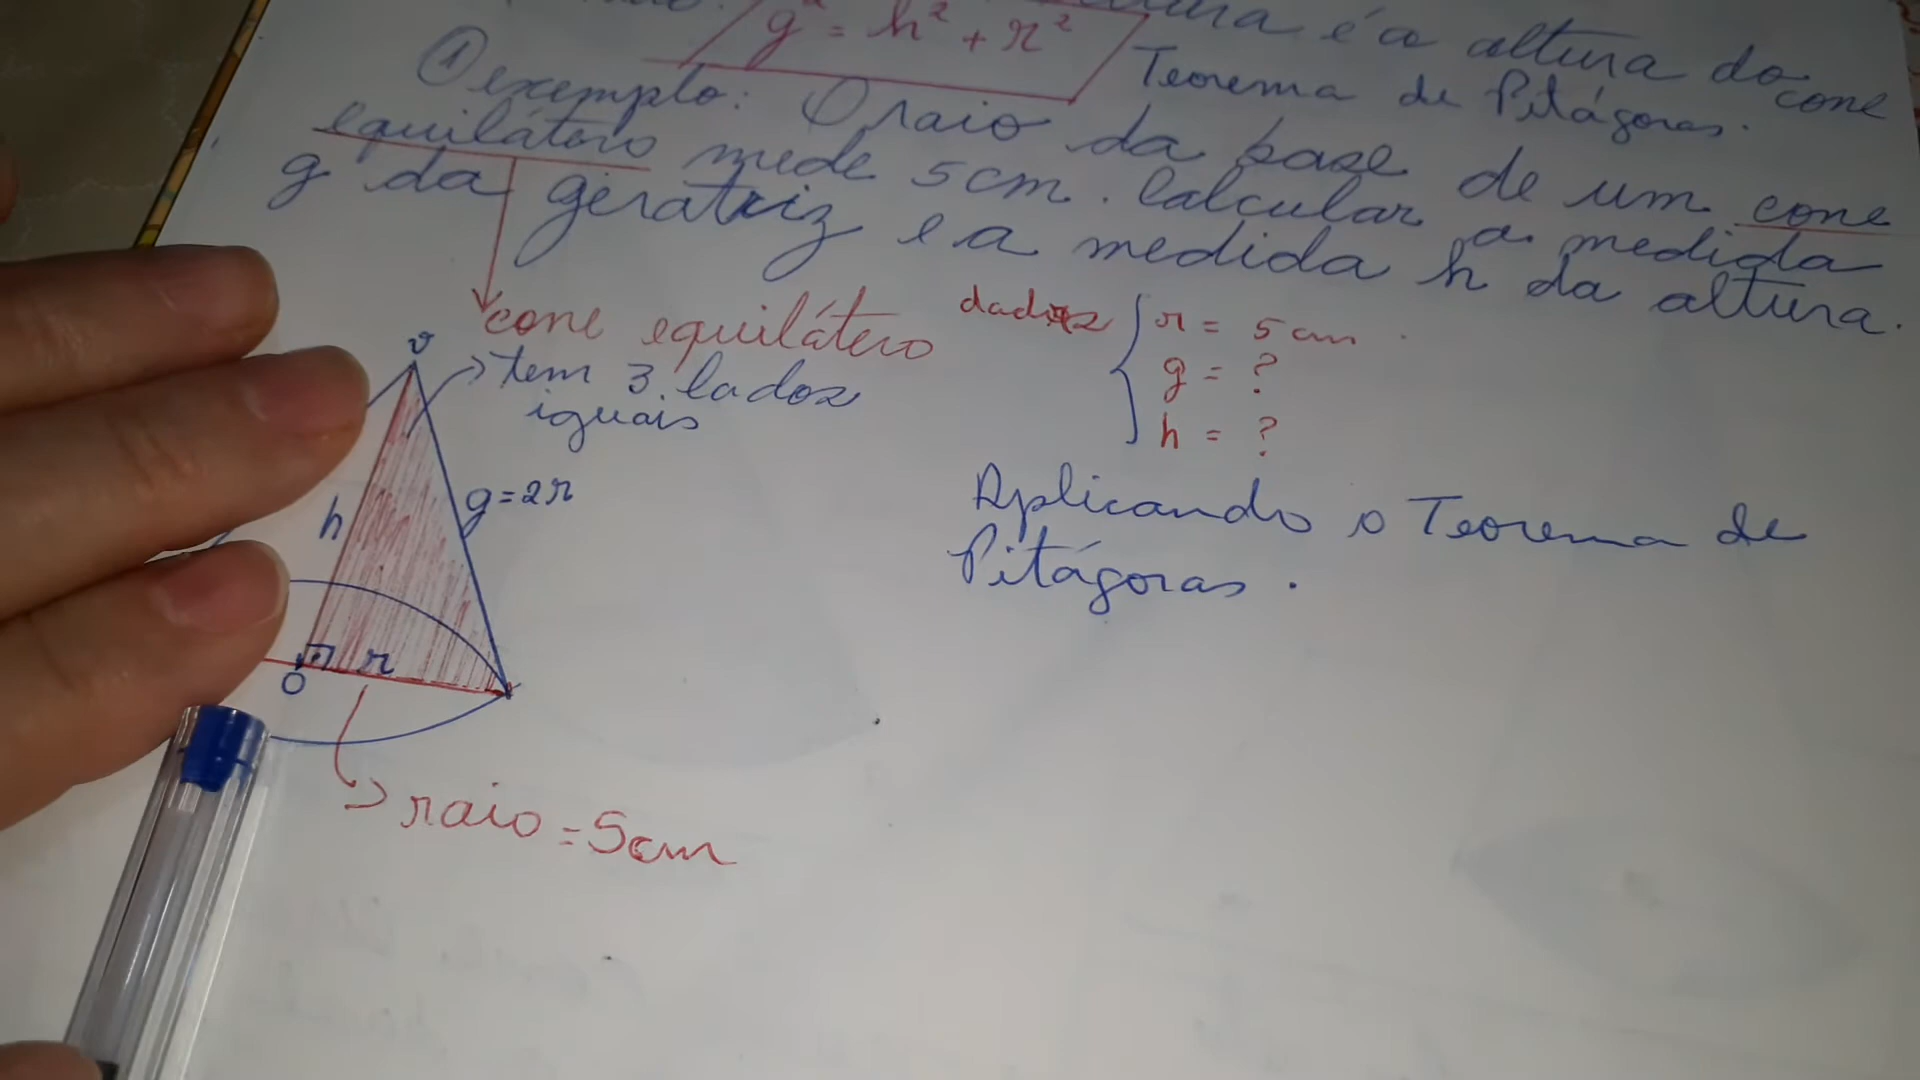 g² = h² + r²
é a altura do cone
Teorema de Pitágoras.
① exemplo: O raio da base de um cone
equilátero mede 5cm. Calcular a medida
g da geratriz e a medida h da altura.
cone equilátero
tem 3 lados
iguais
dados
r = 5 cm.
g = ?
h = ?
v
h
g=2r
Aplicando o Teorema de
Pitágoras.
O
r
raio = 5cm